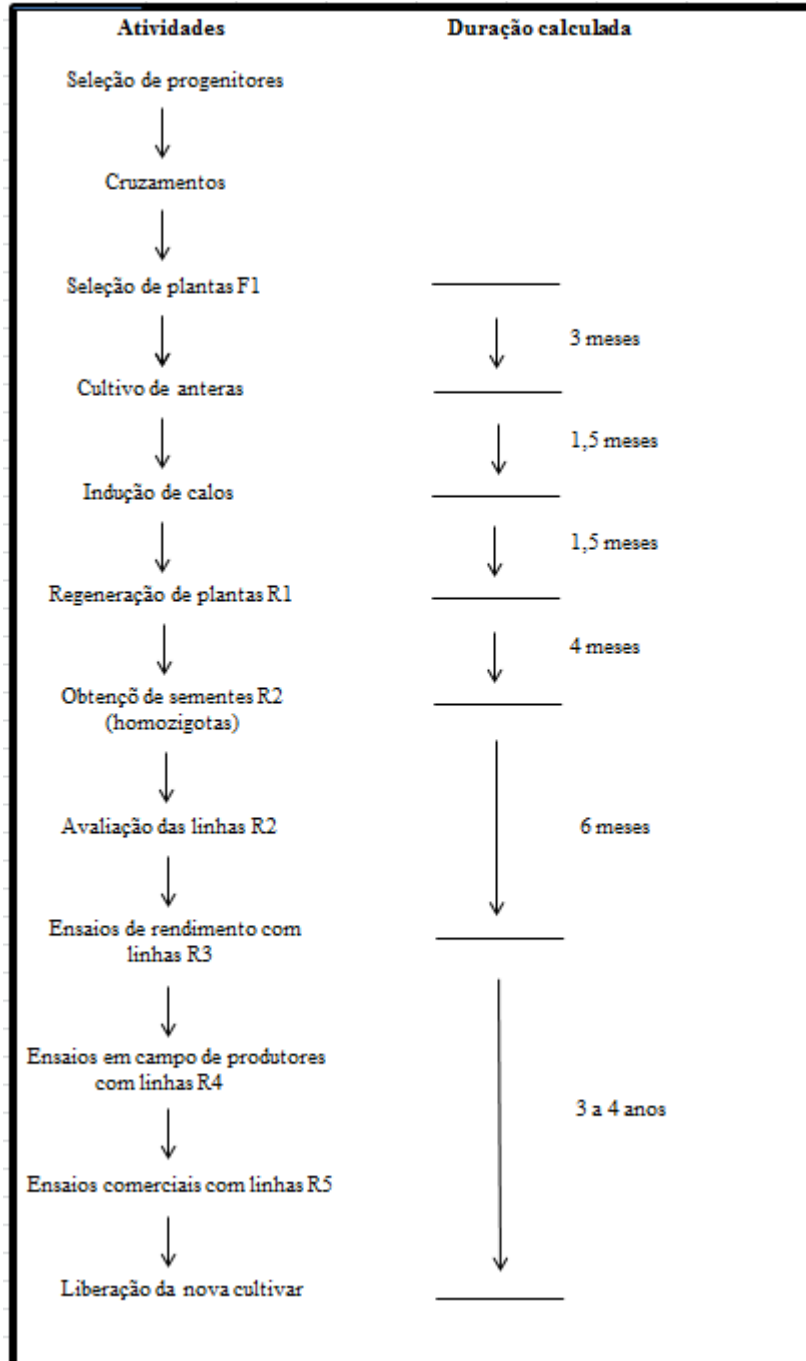 Atividades
Duração calculada
Seleção de progenitores
Cruzamentos
Seleção de plantas F1
3 meses
Cultivo de anteras
1,5 meses
Indução de calos
1,5 meses
Regeneração de plantas R1
4 meses
Obtençõ de sementes R2
(homozigotas)
Avaliação das linhas R2
6 meses
Ensaios de rendimento com
linhas R3
Ensaios em campo de produtores
com linhas R4
3 a 4 anos
Ensaios comerciais com linhas R5
Liberação da nova cultivar